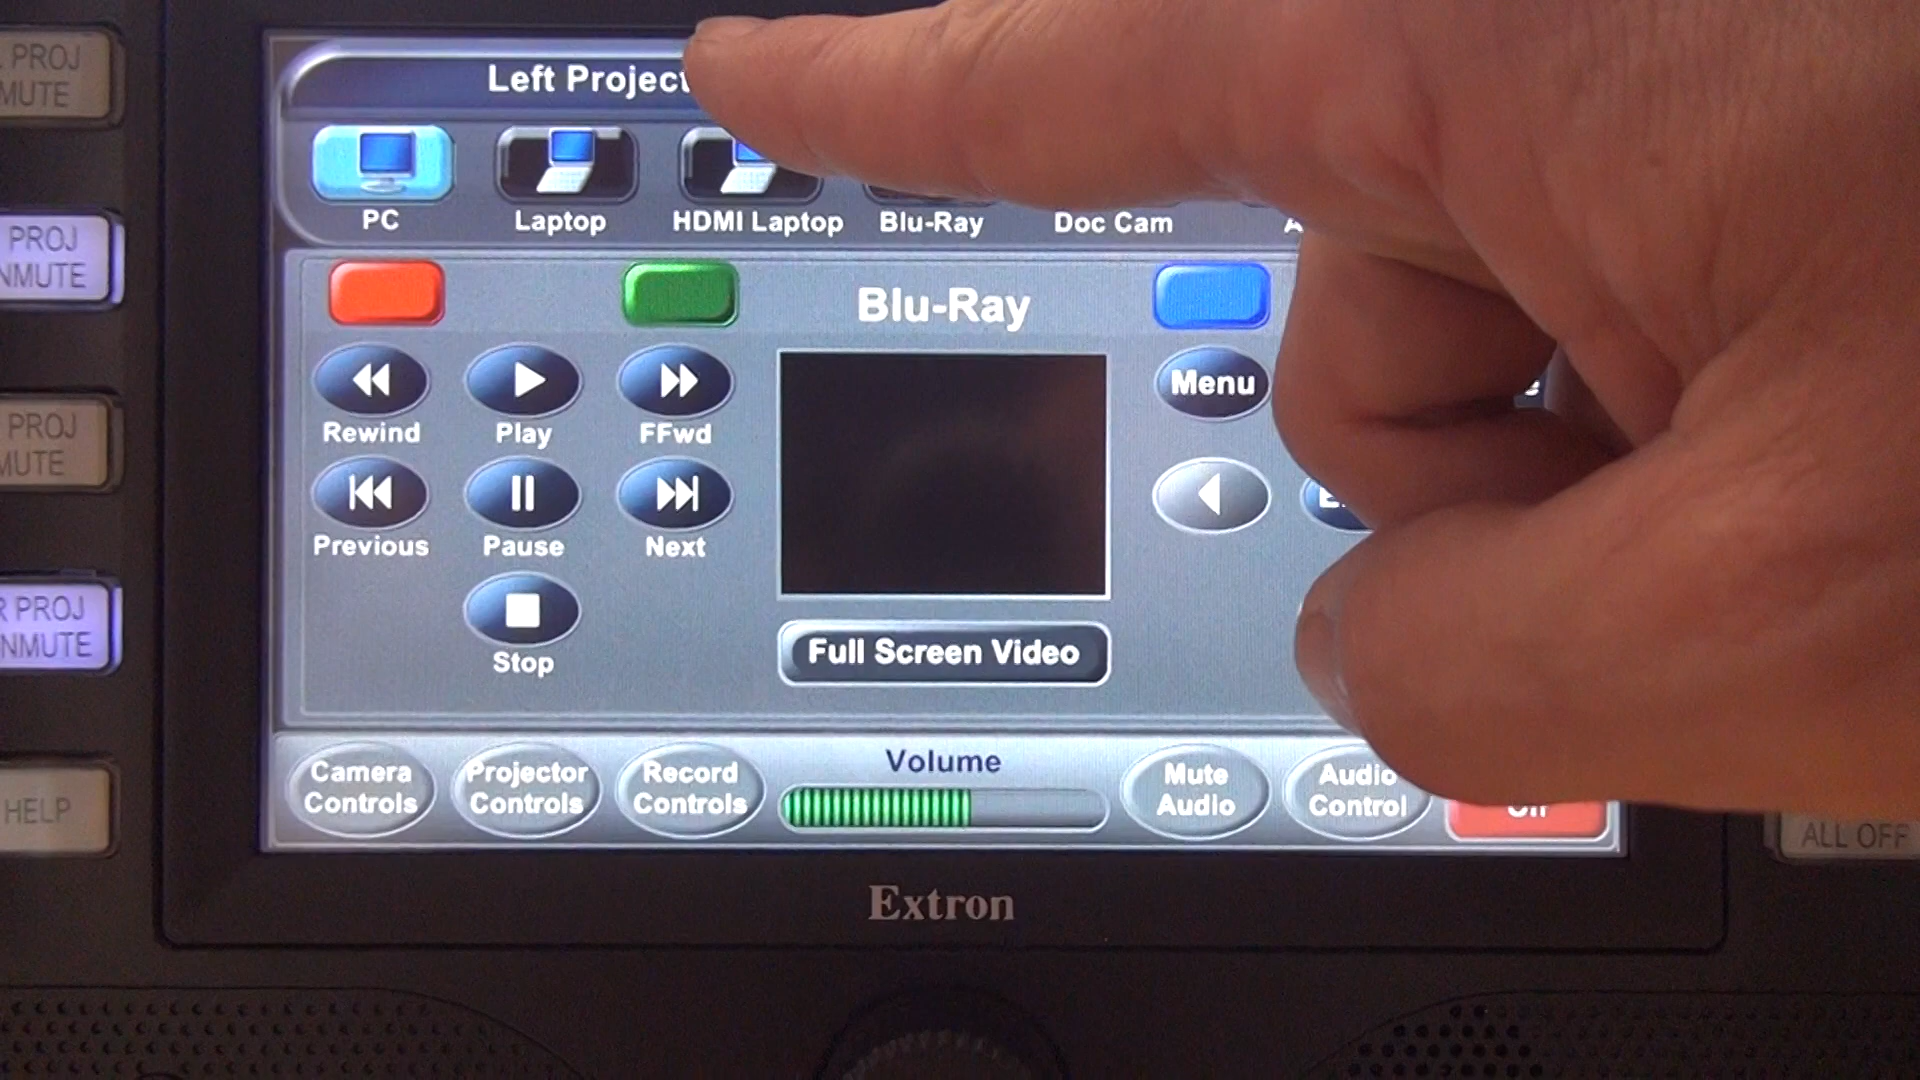 PROJ
MUTE
PROJ
NMUTE
PROJ
MUTE
R PROJ
NMUTE
HELP
Left Project
PC
Laptop
HDMI Laptop
Blu-Ray
Doc Cam
Blu-Ray
Menu
Rewind
Play
FFwd
Previous
Pause
Next
Stop
Full Screen Video
Camera
Controls
Projector
Controls
Record
Controls
Volume
Mute
Audio
Audio
Control
Off
ALL OFF
Extron